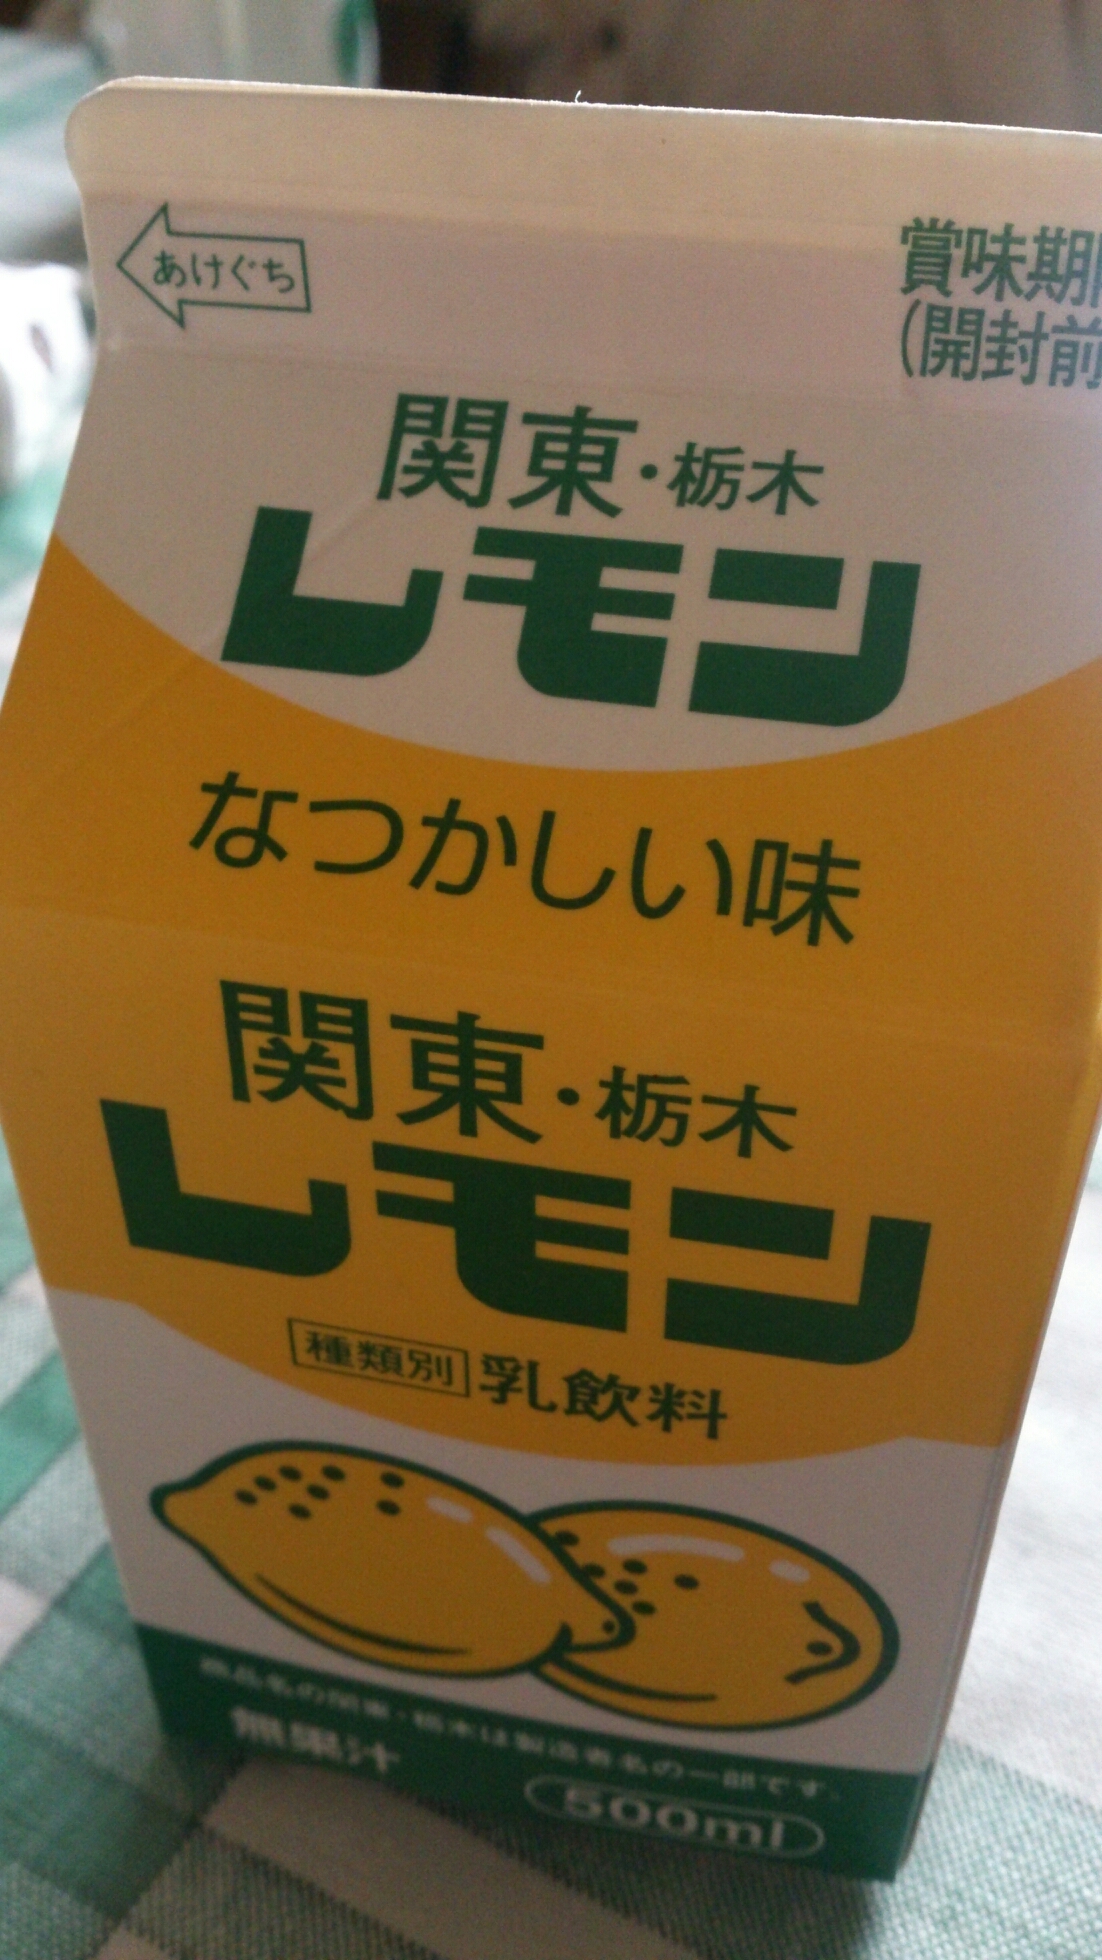 あけぐち
賞味期
(開封前
関東・栃木
レモン
なつかしい味
関東・栃木
レモン
種類別 乳飲料
商品名の関東・栃木は製造者名の一部です。
無果汁
500ml